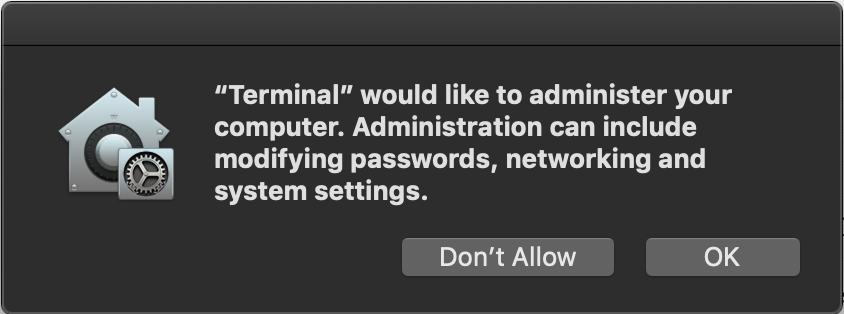 “Terminal” would like to administer your
computer. Administration can include
modifying passwords, networking and
system settings.
Don’t Allow
OK